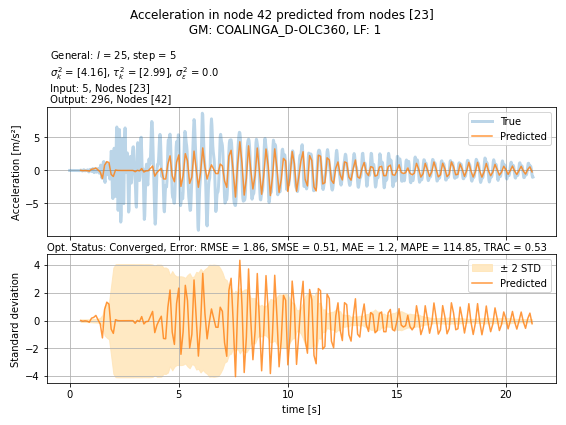 Acceleration in node 42 predicted from nodes [23]
GM: COALINGA_D-OLC360, LF: 1
General: l = 25, step = 5
σ²ₖ = [4.16], τ²ₖ = [2.99], σ²ε = 0.0
Input: 5, Nodes [23]
Output: 296, Nodes [42]
Acceleration [m/s²]
5
0
−5
True
Predicted
Opt. Status: Converged, Error: RMSE = 1.86, SMSE = 0.51, MAE = 1.2, MAPE = 114.85, TRAC = 0.53
Standard deviation
4
2
0
−2
−4
± 2 STD
Predicted
0 5 10 15 20
time [s]